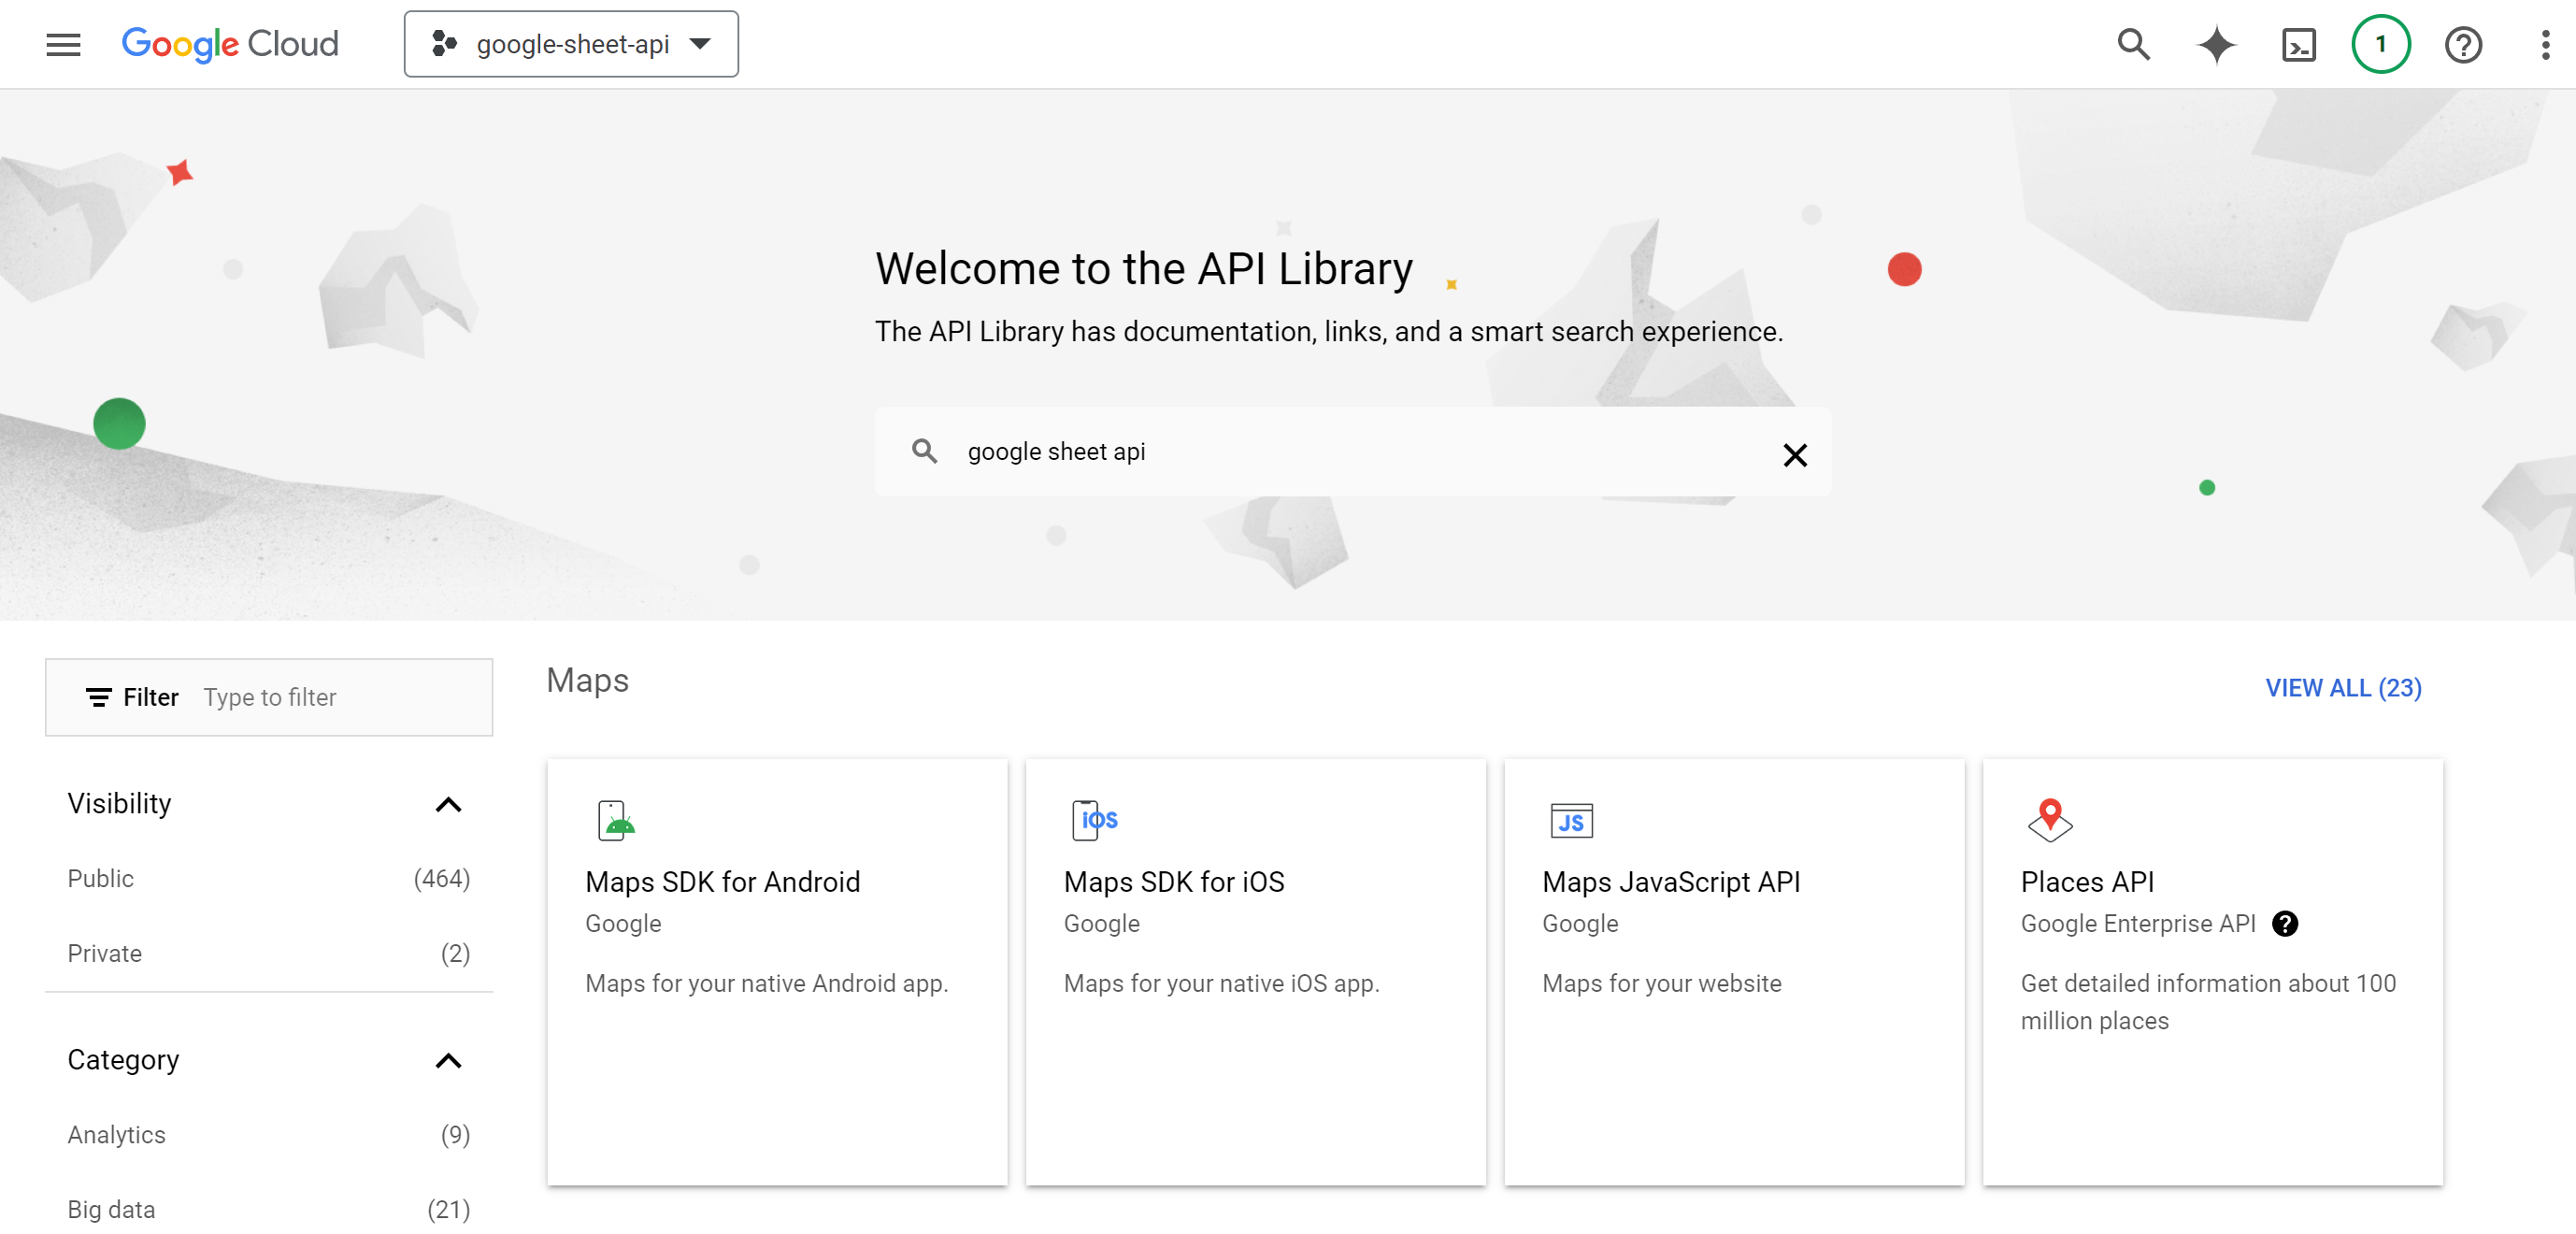 Google Cloud
google-sheet-api
1
Welcome to the API Library
The API Library has documentation, links, and a smart search experience.
google sheet api
Filter Type to filter
Visibility
Public (464)
Private (2)
Category
Analytics (9)
Big data (21)
Maps
VIEW ALL (23)
Maps SDK for Android
Google
Maps for your native Android app.
iOS
Maps SDK for iOS
Google
Maps for your native iOS app.
JS
Maps JavaScript API
Google
Maps for your website
Places API
Google Enterprise API
Get detailed information about 100
million places